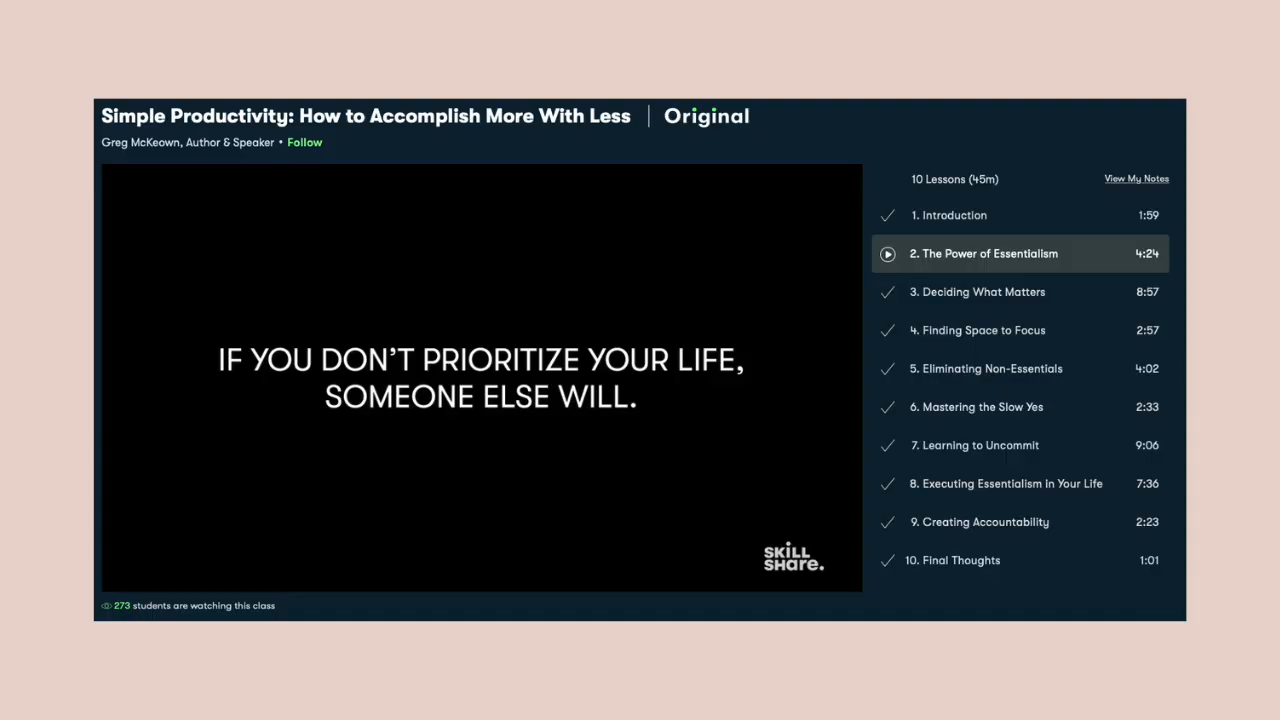 Simple Productivity: How to Accomplish More With Less | Original
Greg McKeown, Author & Speaker • Follow
IF YOU DON'T PRIORITIZE YOUR LIFE,
SOMEONE ELSE WILL.
SKILL
SHARE.
273 students are watching this class
10 Lessons (45m) View My Notes
1. Introduction 1:59
2. The Power of Essentialism 4:24
3. Deciding What Matters 8:57
4. Finding Space to Focus 2:57
5. Eliminating Non-Essentials 4:02
6. Mastering the Slow Yes 2:33
7. Learning to Uncommit 9:06
8. Executing Essentialism in Your Life 7:36
9. Creating Accountability 2:23
10. Final Thoughts 1:01